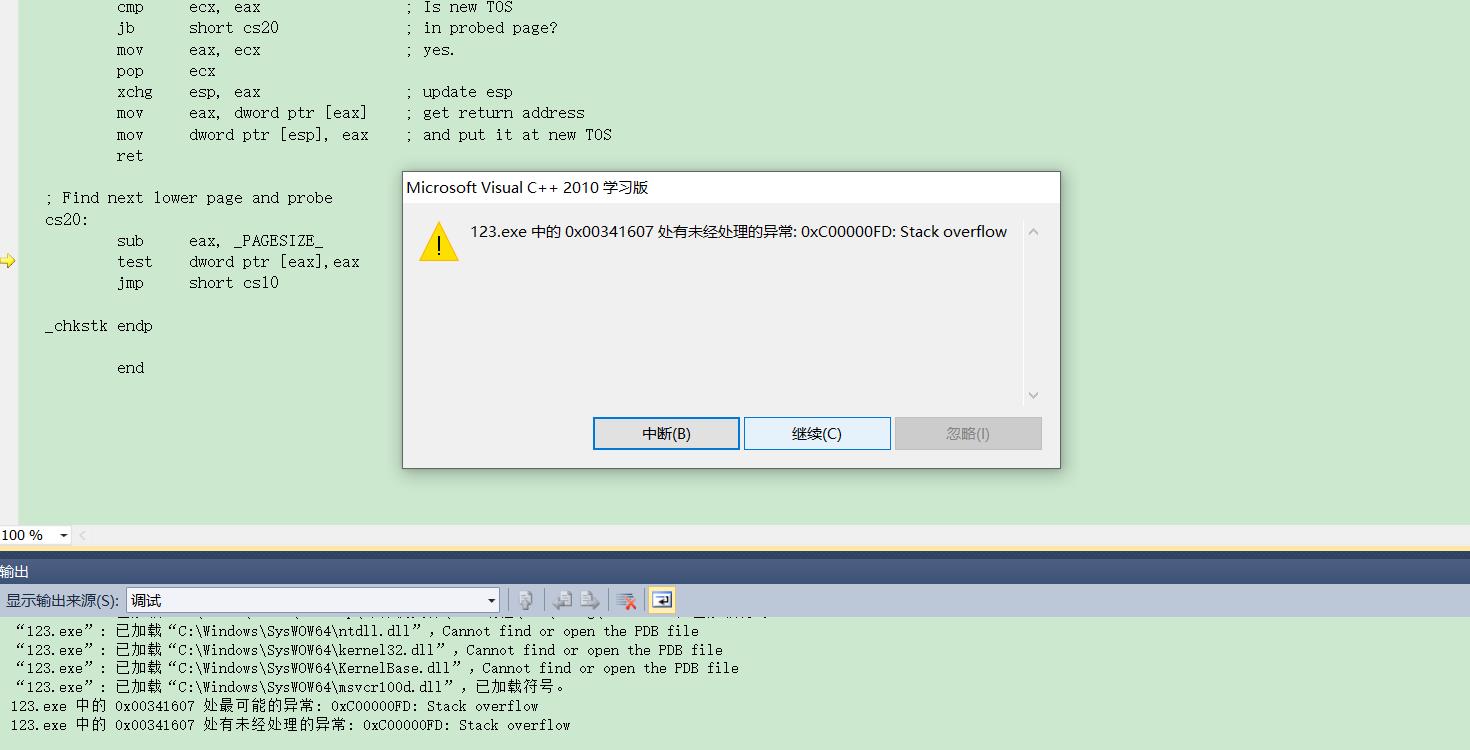 cmp ecx, eax ; Is new TOS
jb short cs20 ; in probed page?
mov eax, ecx ; yes.
pop ecx
xchg esp, eax ; update esp
mov eax, dword ptr [eax] ; get return address
mov dword ptr [esp], eax ; and put it at new TOS
ret
; Find next lower page and probe
cs20:
sub eax, _PAGESIZE_
test dword ptr [eax],eax
jmp short cs10
_chkstk endp
end
Microsoft Visual C++ 2010 学习版
123.exe 中的 0x00341607 处有未经处理的异常: 0xC00000FD: Stack overflow
中断(B)
继续(C)
忽略(I)
100 %
输出
显示输出来源(S): 调试
“123.exe”: 已加载“C:\Windows\SysWOW64\ntdll.dll”, Cannot find or open the PDB file
“123.exe”: 已加载“C:\Windows\SysWOW64\kernel32.dll”, Cannot find or open the PDB file
“123.exe”: 已加载“C:\Windows\SysWOW64\KernelBase.dll”, Cannot find or open the PDB file
“123.exe”: 已加载“C:\Windows\SysWOW64\msvcr100d.dll”, 已加载符号。
123.exe 中的 0x00341607 处最可能的异常: 0xC00000FD: Stack overflow
123.exe 中的 0x00341607 处有未经处理的异常: 0xC00000FD: Stack overflow